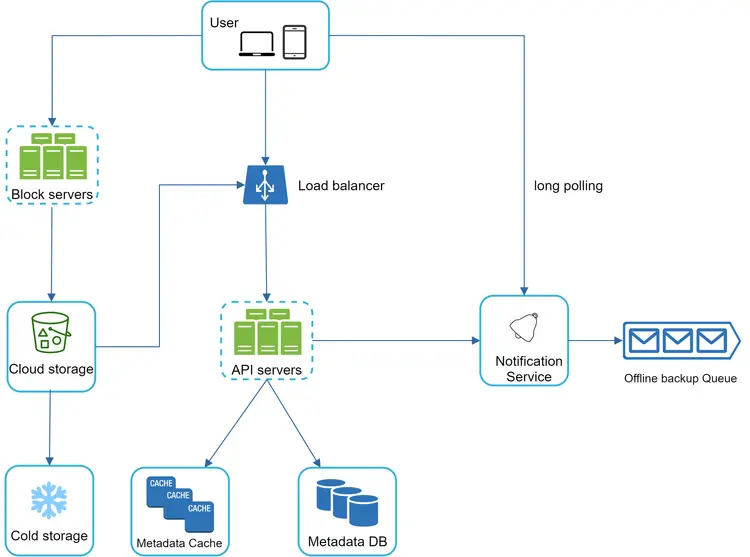 User
Block servers
Load balancer
long polling
Cloud storage
API servers
Notification
Service
Offline backup Queue
Cold storage
CACHE
CACHE
CACHE
Metadata Cache
Metadata DB